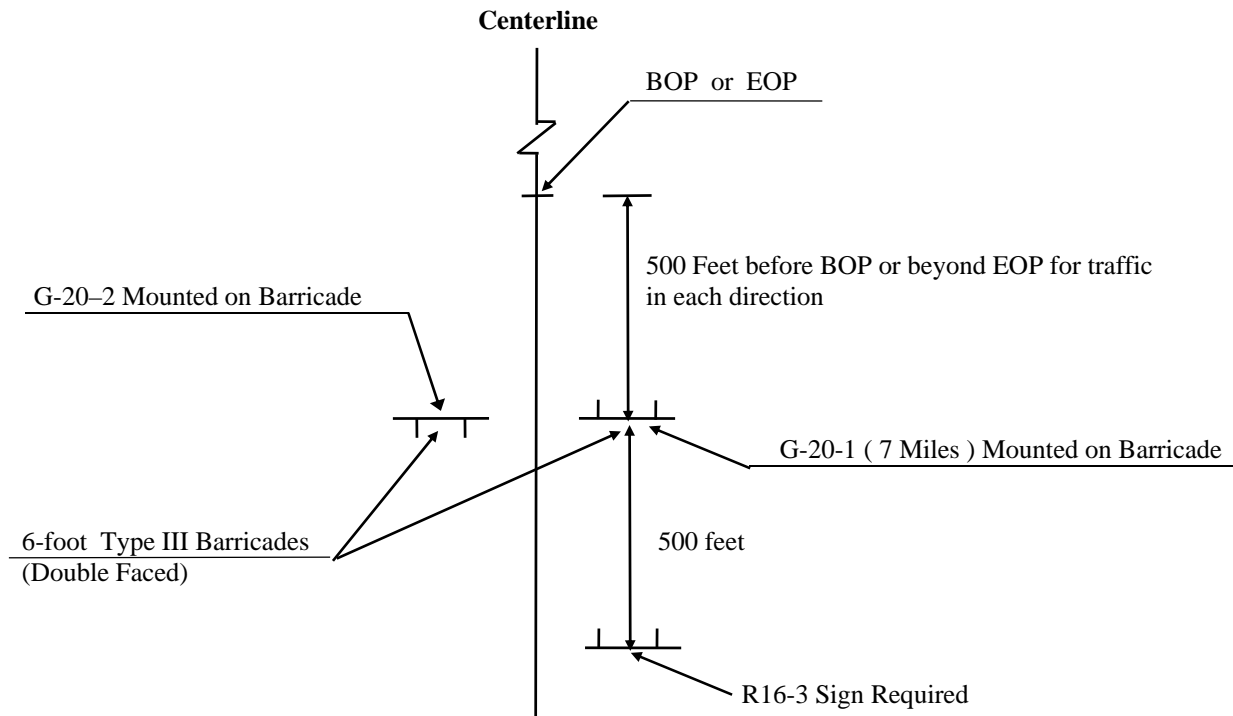 Centerline
BOP or EOP
500 Feet before BOP or beyond EOP for traffic
in each direction
G-20–2 Mounted on Barricade
G-20-1 ( 7 Miles ) Mounted on Barricade
6-foot Type III Barricades
(Double Faced)
500 feet
R16-3 Sign Required